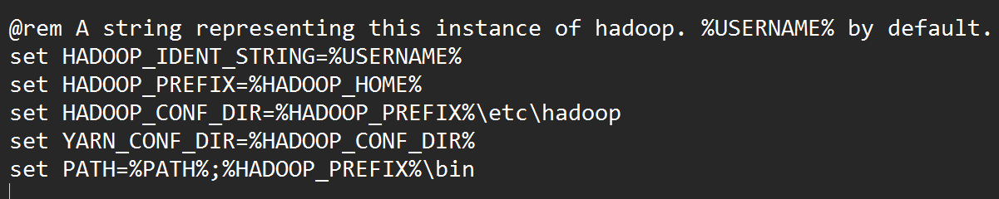 @rem A string representing this instance of hadoop. %USERNAME% by default.
set HADOOP_IDENT_STRING=%USERNAME%
set HADOOP_PREFIX=%HADOOP_HOME%
set HADOOP_CONF_DIR=%HADOOP_PREFIX%\etc\hadoop
set YARN_CONF_DIR=%HADOOP_CONF_DIR%
set PATH=%PATH%;%HADOOP_PREFIX%\bin